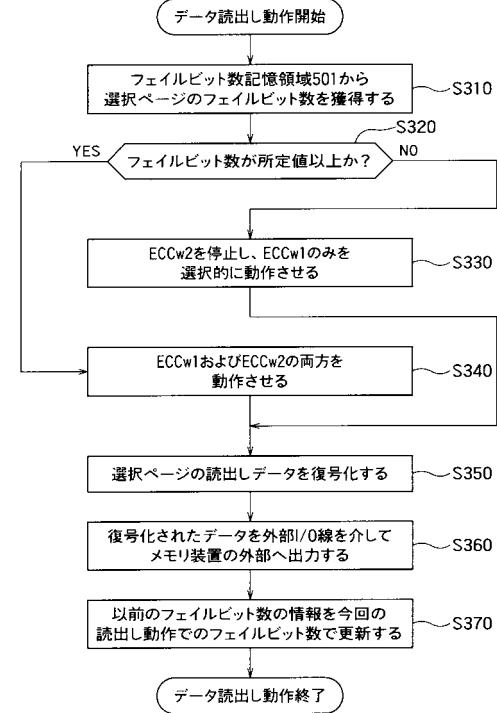 データ読出し動作開始
フェイルビット数記憶領域501から
選択ページのフェイルビット数を獲得する
S310
S320
YES
フェイルビット数が所定値以上か？
NO
ECCw2を停止し、ECCw1のみを
選択的に動作させる
S330
ECCw1およびECCw2の両方を
動作させる
S340
選択ページの読出しデータを復号化する
S350
復号化されたデータを外部I/O線を介して
メモリ装置の外部へ出力する
S360
以前のフェイルビット数の情報を今回の
読出し動作でのフェイルビット数で更新する
S370
データ読出し動作終了